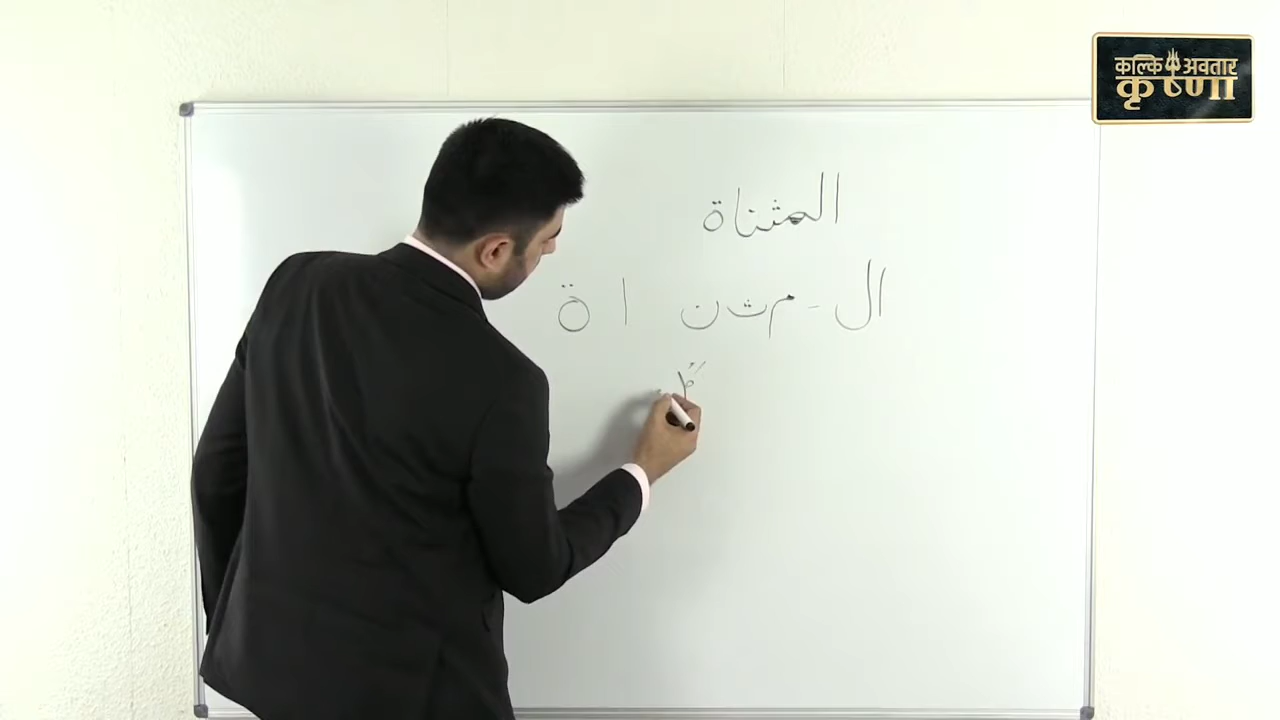 कल्कि अवतार
कृष्णा
المثناة
ال - م ث ن ا ة